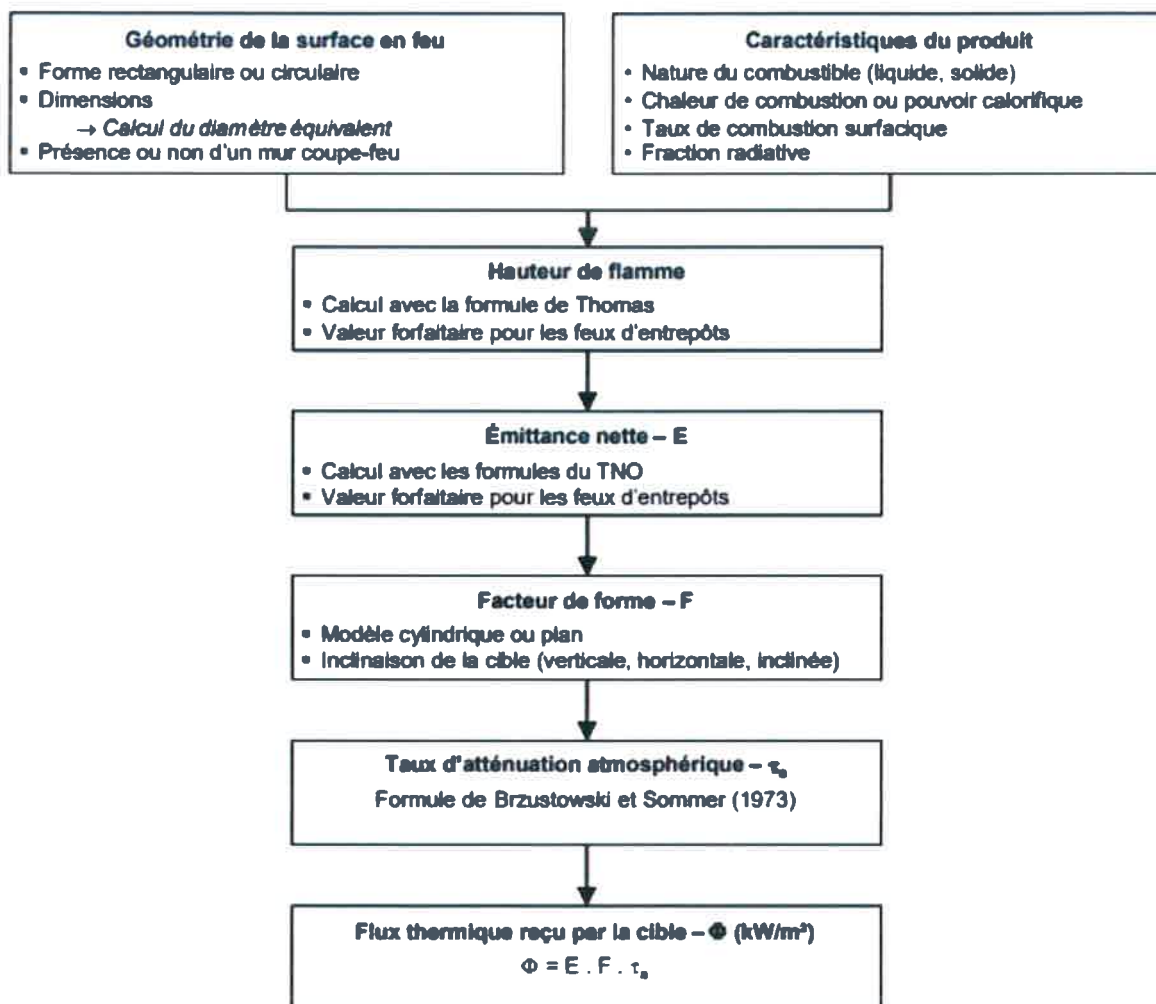 Géométrie de la surface en feu
• Forme rectangulaire ou circulaire
• Dimensions
→ Calcul du diamètre équivalent
• Présence ou non d'un mur coupe-feu
Caractéristiques du produit
• Nature du combustible (liquide, solide)
• Chaleur de combustion ou pouvoir calorifique
• Taux de combustion surfacique
• Fraction radiative
Hauteur de flamme
• Calcul avec la formule de Thomas
• Valeur forfaitaire pour les feux d'entrepôts
Émittance nette – E
• Calcul avec les formules du TNO
• Valeur forfaitaire pour les feux d'entrepôts
Facteur de forme – F
• Modèle cylindrique ou plan
• Inclinaison de la cible (verticale, horizontale, inclinée)
Taux d'atténuation atmosphérique – τₐ
Formule de Brzustowski et Sommer (1973)
Flux thermique reçu par la cible – Φ (kW/m²)
Φ = E . F . τₐ